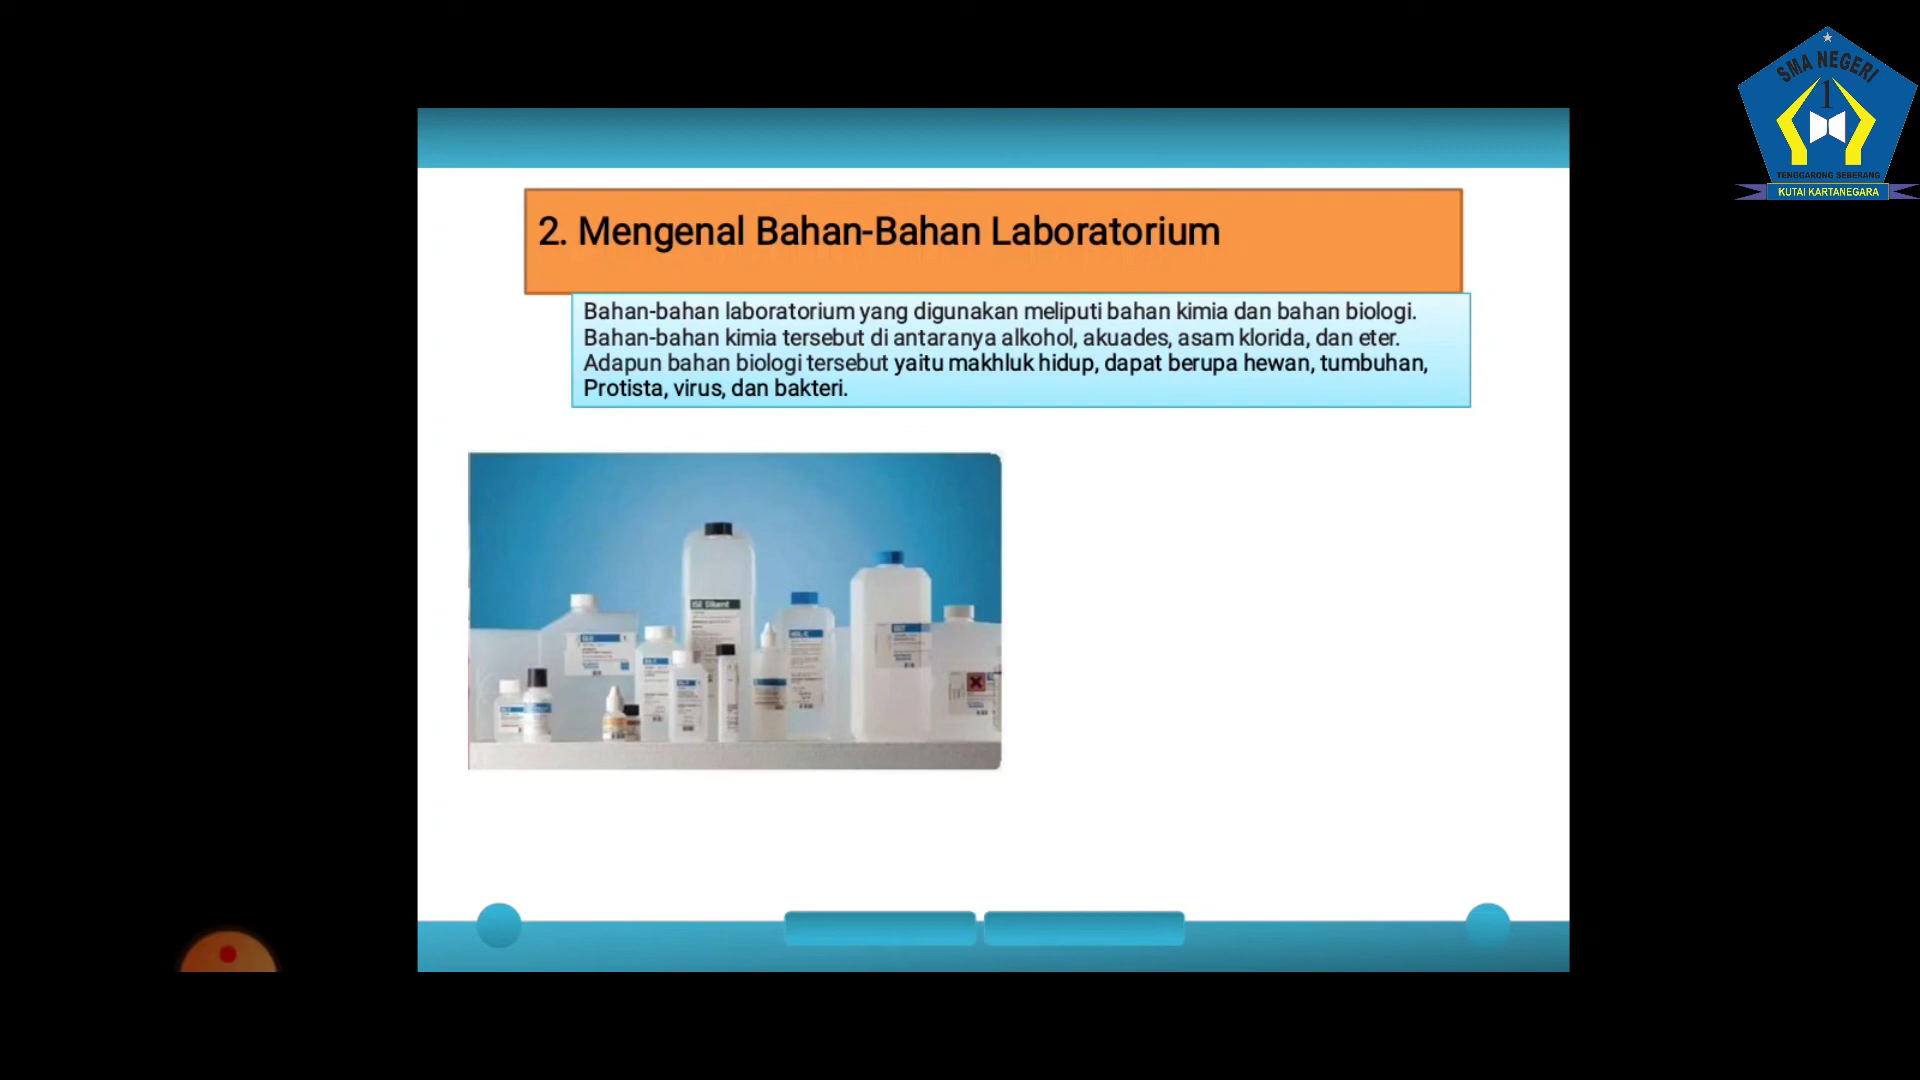 SMA NEGERI
1
TENGGARONG SEBERANG
KUTAI KARTANEGARA
2. Mengenal Bahan-Bahan Laboratorium
Bahan-bahan laboratorium yang digunakan meliputi bahan kimia dan bahan biologi.
Bahan-bahan kimia tersebut di antaranya alkohol, akuades, asam klorida, dan eter.
Adapun bahan biologi tersebut yaitu makhluk hidup, dapat berupa hewan, tumbuhan,
Protista, virus, dan bakteri.
ISE Diluent